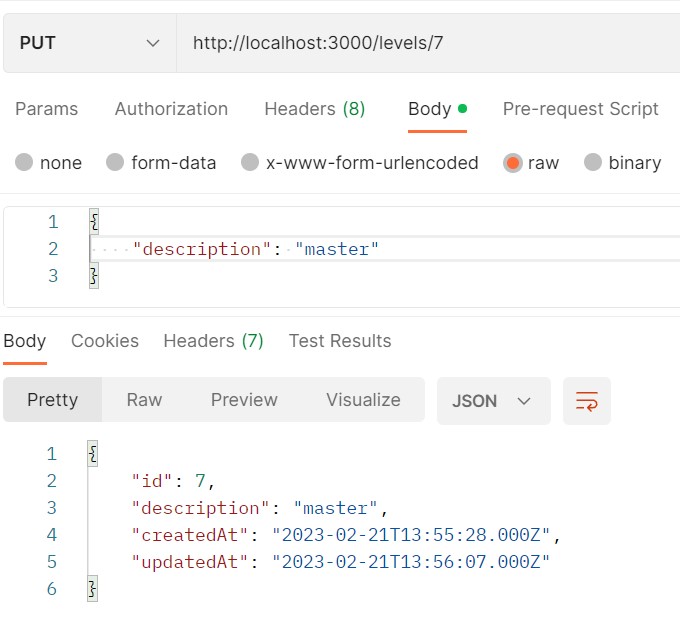 PUT http://localhost:3000/levels/7
Params Authorization Headers (8) Body Pre-request Script
none form-data x-www-form-urlencoded raw binary
1 {
2 "description": "master"
3 }
Body Cookies Headers (7) Test Results
Pretty Raw Preview Visualize JSON
1 {
2 "id": 7,
3 "description": "master",
4 "createdAt": "2023-02-21T13:55:28.000Z",
5 "updatedAt": "2023-02-21T13:56:07.000Z"
6 }